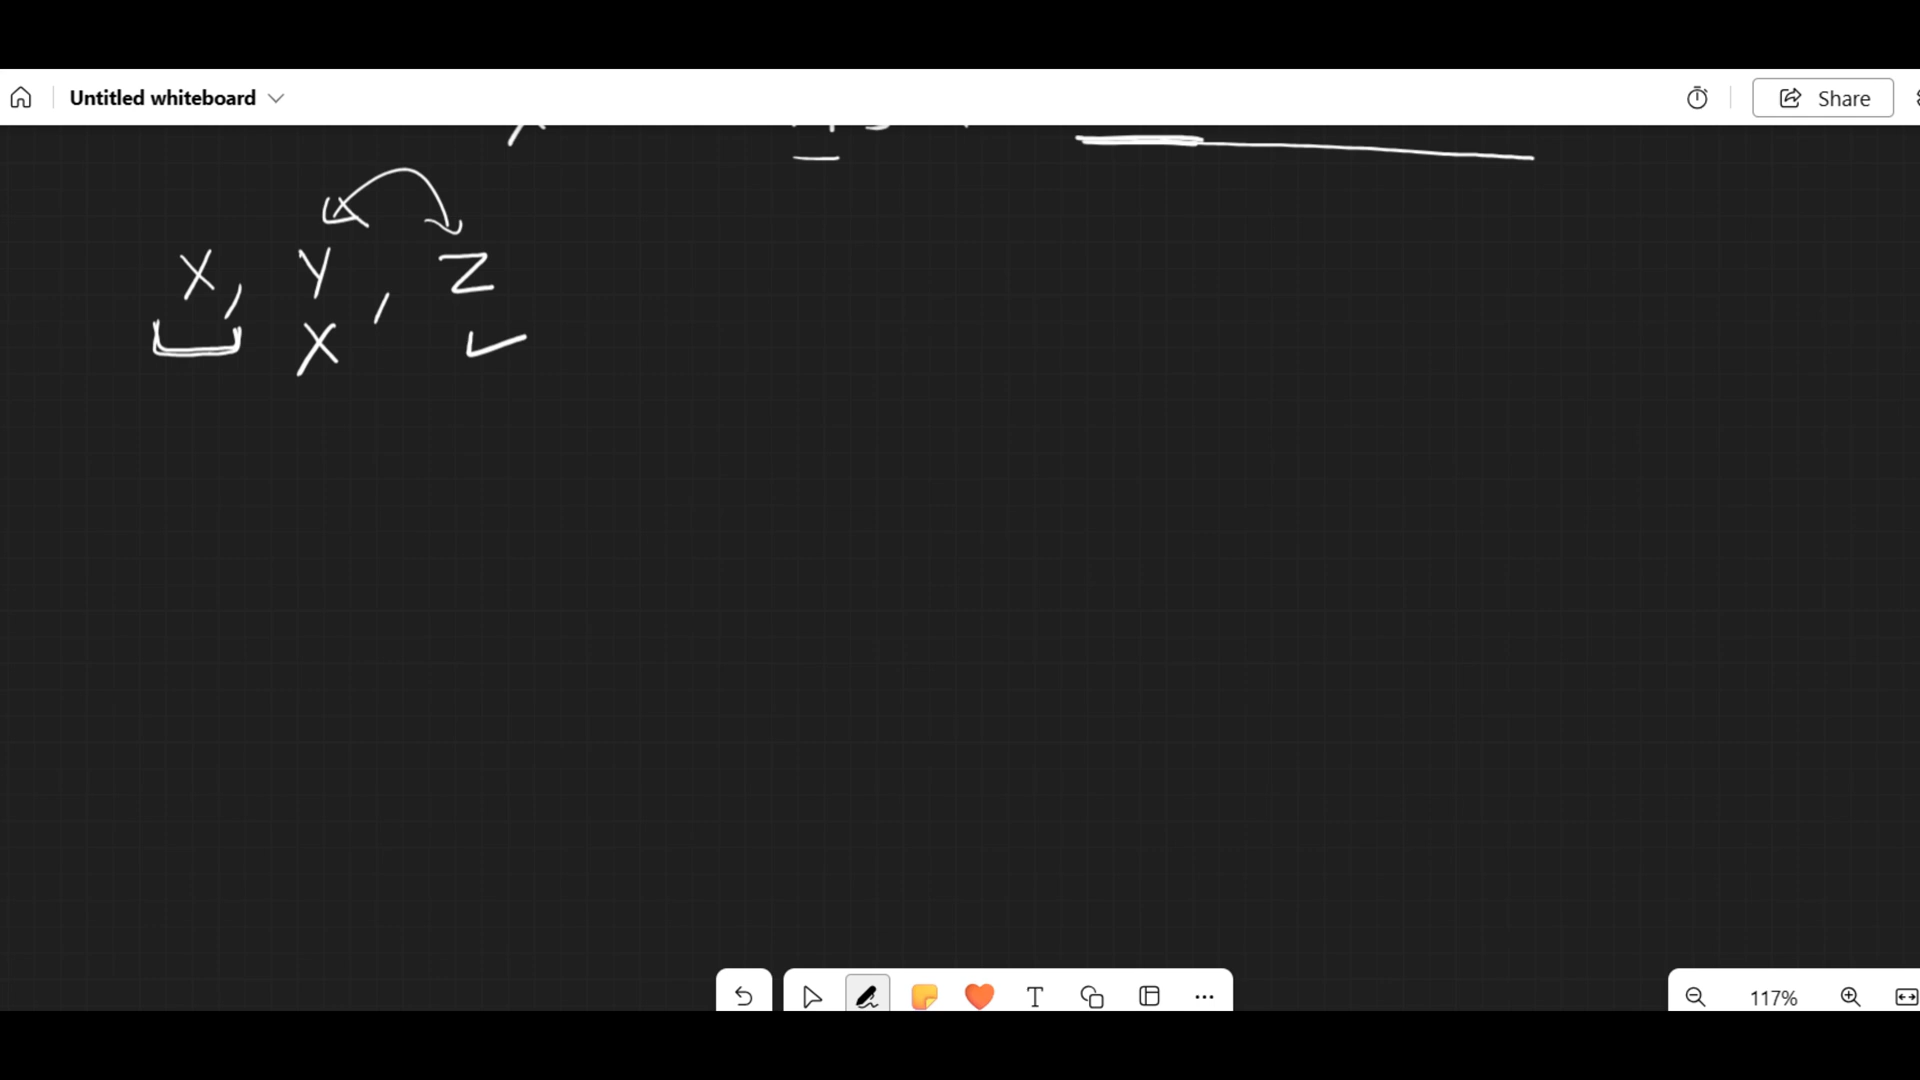 Untitled whiteboard
Share
X, Y, Z
X ✓
117%